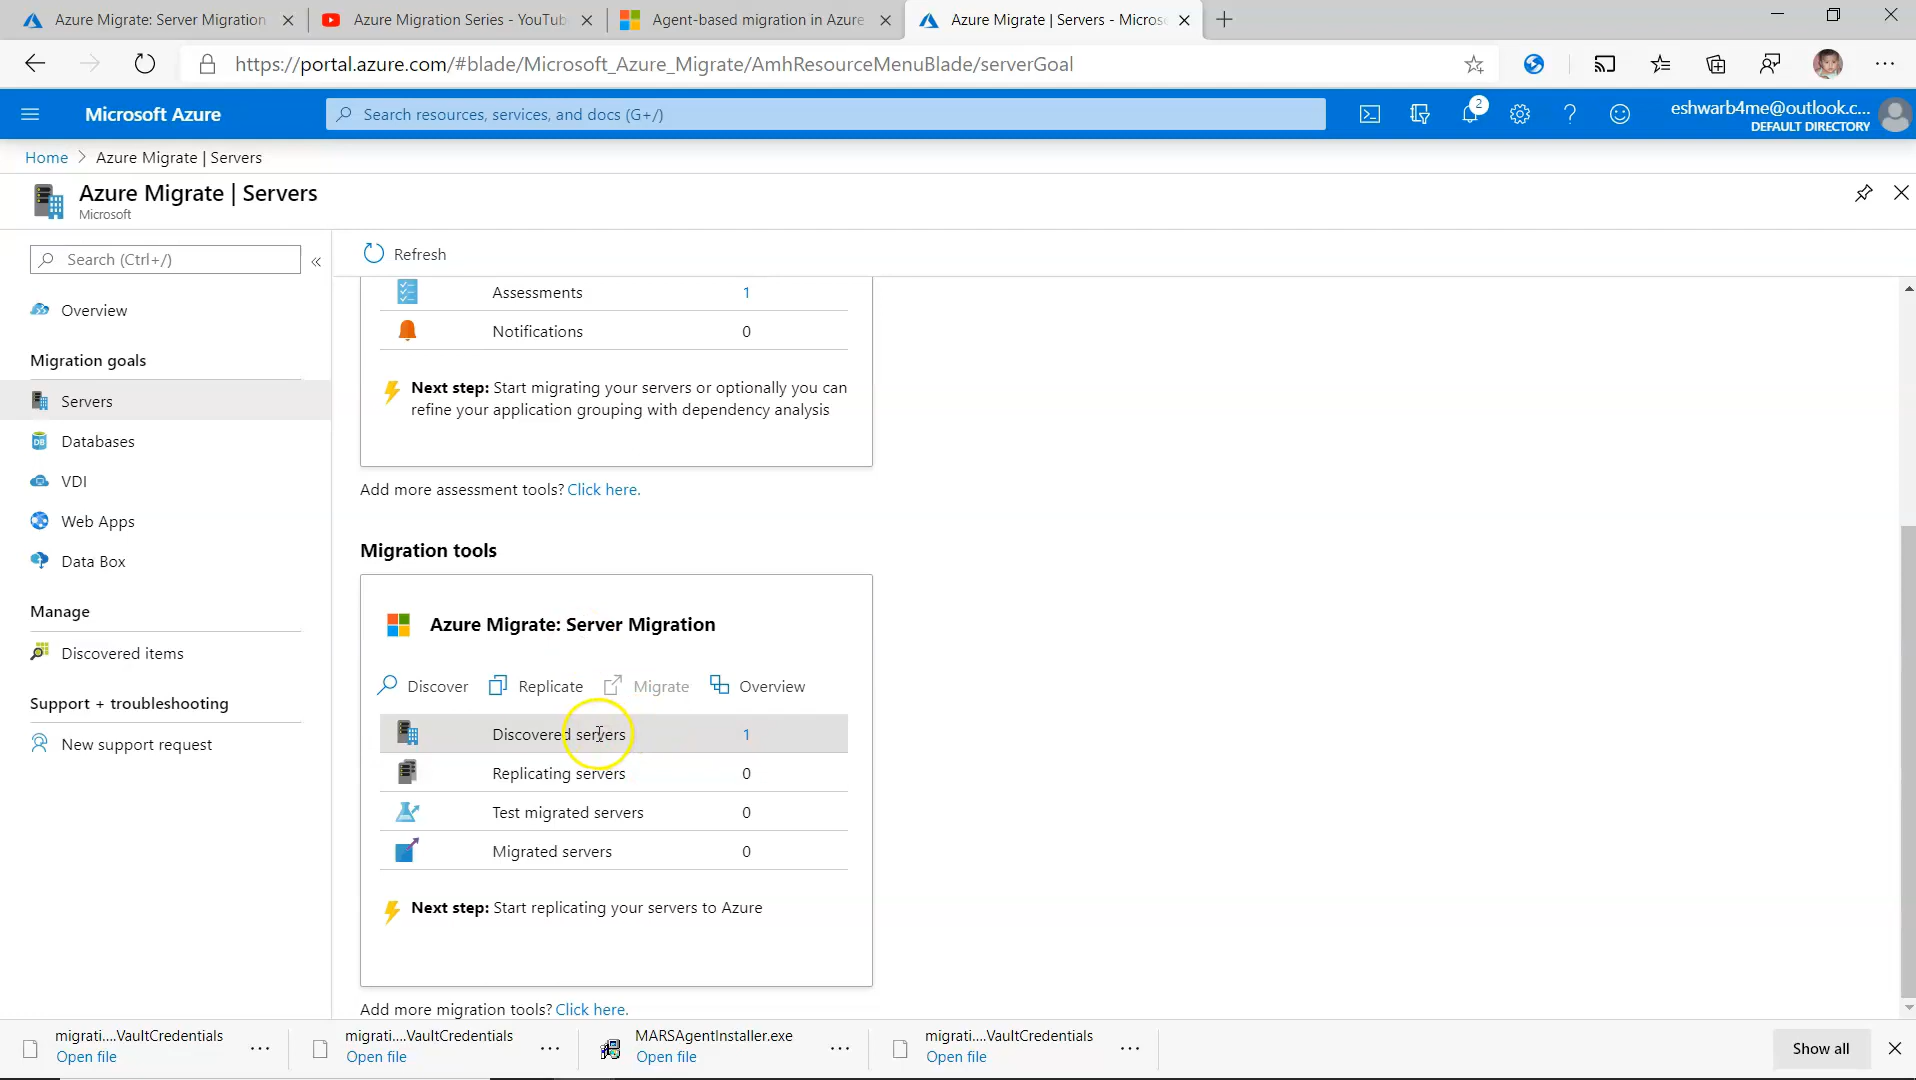 Azure Migrate: Server Migration
Azure Migration Series - YouTub
Agent-based migration in Azure
Azure Migrate | Servers - Micros
https://portal.azure.com/#blade/Microsoft_Azure_Migrate/AmhResourceMenuBlade/serverGoal
Microsoft Azure
Search resources, services, and docs (G+/)
2
eshwarb4me@outlook.c...
DEFAULT DIRECTORY
Home > Azure Migrate | Servers
Azure Migrate | Servers
Microsoft
Search (Ctrl+/)
«
Overview
Migration goals
Servers
Databases
VDI
Web Apps
Data Box
Manage
Discovered items
Support + troubleshooting
New support request
Refresh
Assessments 1
Notifications 0
Next step: Start migrating your servers or optionally you can
refine your application grouping with dependency analysis
Add more assessment tools? Click here.
Migration tools
Azure Migrate: Server Migration
Discover Replicate Migrate Overview
Discovered servers 1
Replicating servers 0
Test migrated servers 0
Migrated servers 0
Next step: Start replicating your servers to Azure
Add more migration tools? Click here.
migrati....VaultCredentials
Open file
migrati....VaultCredentials
Open file
MARSAgentInstaller.exe
Open file
migrati....VaultCredentials
Open file
Show all